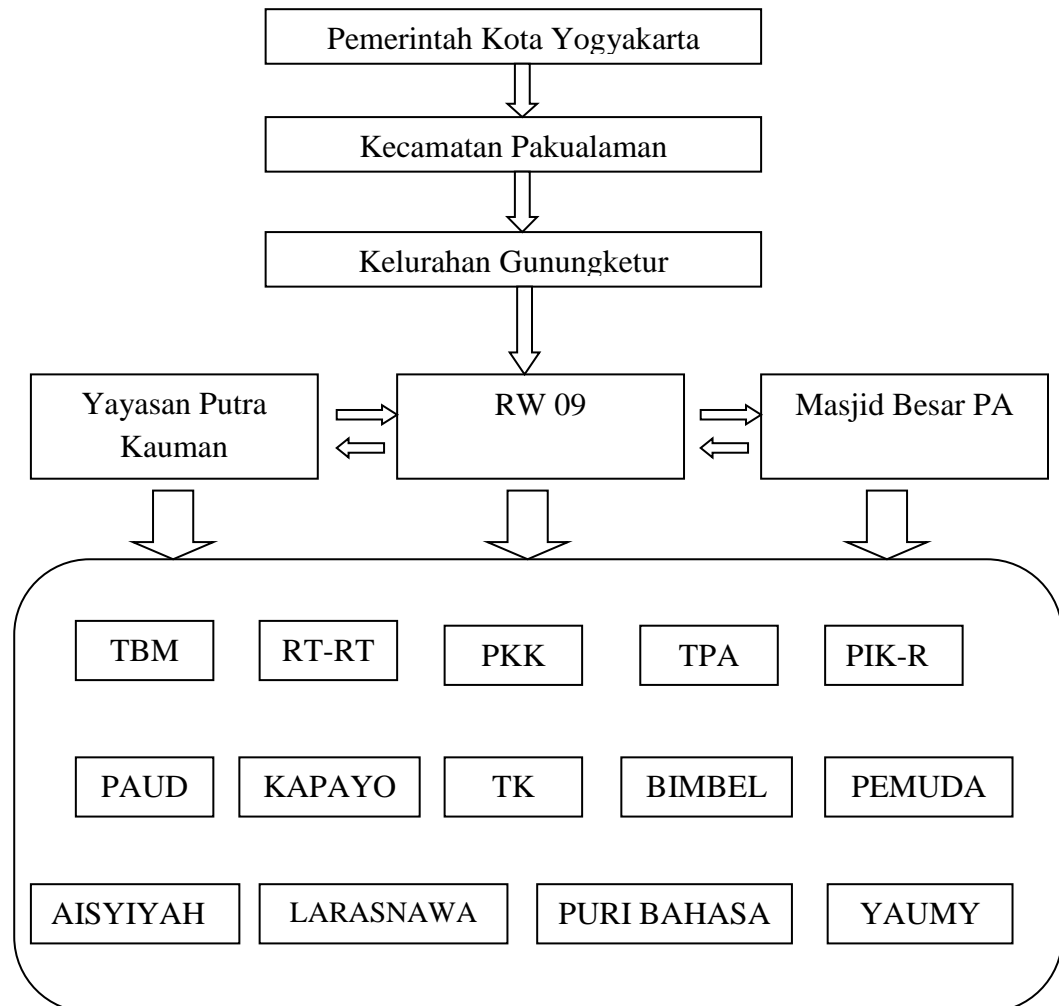 Pemerintah Kota Yogyakarta
Kecamatan Pakualaman
Kelurahan Gunungketur
Yayasan Putra
Kauman
RW 09
Masjid Besar PA
TBM
RT-RT
PKK
TPA
PIK-R
PAUD
KAPAYO
TK
BIMBEL
PEMUDA
AISYIYAH
LARASNAWA
PURI BAHASA
YAUMY